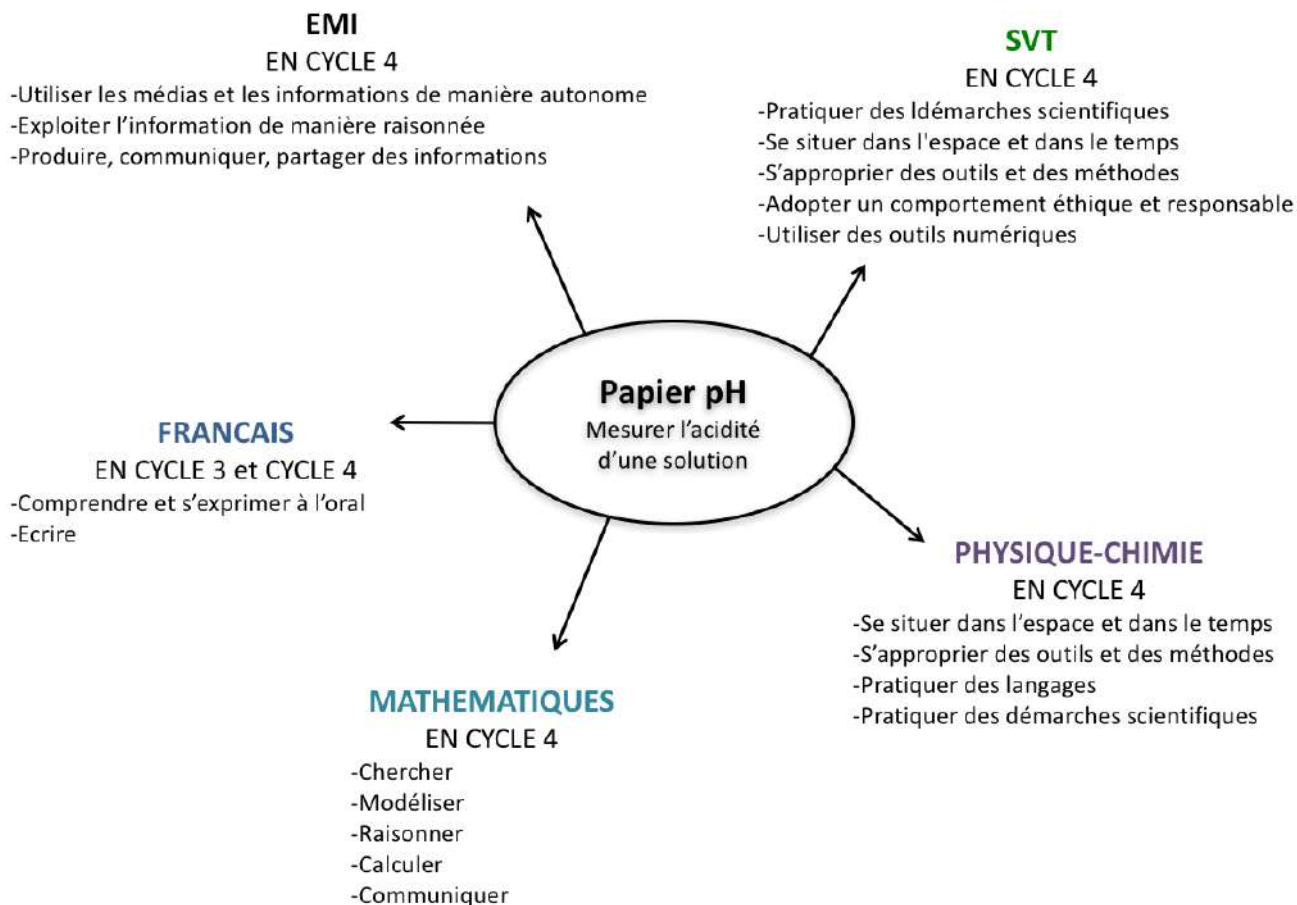 EMI
EN CYCLE 4
-Utiliser les médias et les informations de manière autonome
-Exploiter l'information de manière raisonnée
-Produire, communiquer, partager des informations
SVT
EN CYCLE 4
-Pratiquer des ldémarches scientifiques
-Se situer dans l'espace et dans le temps
-S'approprier des outils et des méthodes
-Adopter un comportement éthique et responsable
-Utiliser des outils numériques
Papier pH
Mesurer l'acidité
d'une solution
FRANCAIS
EN CYCLE 3 et CYCLE 4
-Comprendre et s'exprimer à l'oral
-Ecrire
PHYSIQUE-CHIMIE
EN CYCLE 4
-Se situer dans l'espace et dans le temps
-S'approprier des outils et des méthodes
-Pratiquer des langages
-Pratiquer des démarches scientifiques
MATHEMATIQUES
EN CYCLE 4
-Chercher
-Modéliser
-Raisonner
-Calculer
-Communiquer